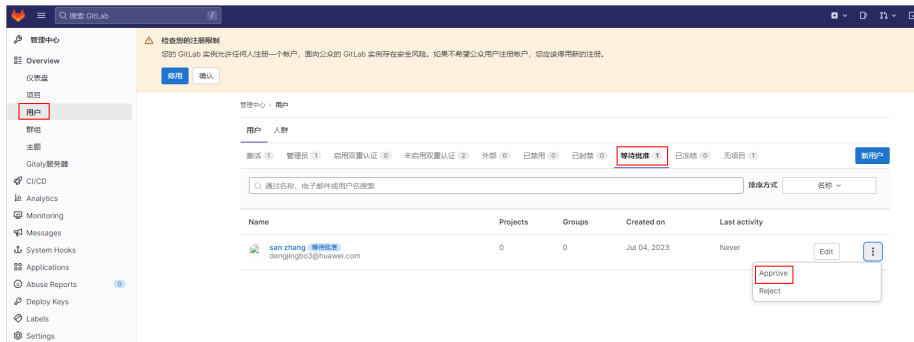 搜索 GitLab
/
管理中心
Overview
仪表盘
项目
用户
群组
主题
Gitaly服务器
CI/CD
Analytics
Monitoring
Messages
System Hooks
Applications
Abuse Reports 0
Deploy Keys
Labels
Settings
检查您的注册限制
您的 GitLab 实例允许任何人注册一个帐户，面向公众的 GitLab 实例存在安全风险。如果不希望公众用户注册帐户，您应该停用新的注册。
停用 确认
管理中心 › 用户
用户 人群
激活 1 管理员 1 启用双重认证 0 未启用双重认证 2 外部 0 已禁用 0 已封禁 0 等待批准 1 已冻结 0 无项目 1 新用户
通过名称、电子邮件或用户名搜索 排序方式 名称
Name Projects Groups Created on Last activity
san zhang 等待批准 0 0 Jul 04, 2023 Never Edit
dengjingbo3@huawei.com
Approve
Reject